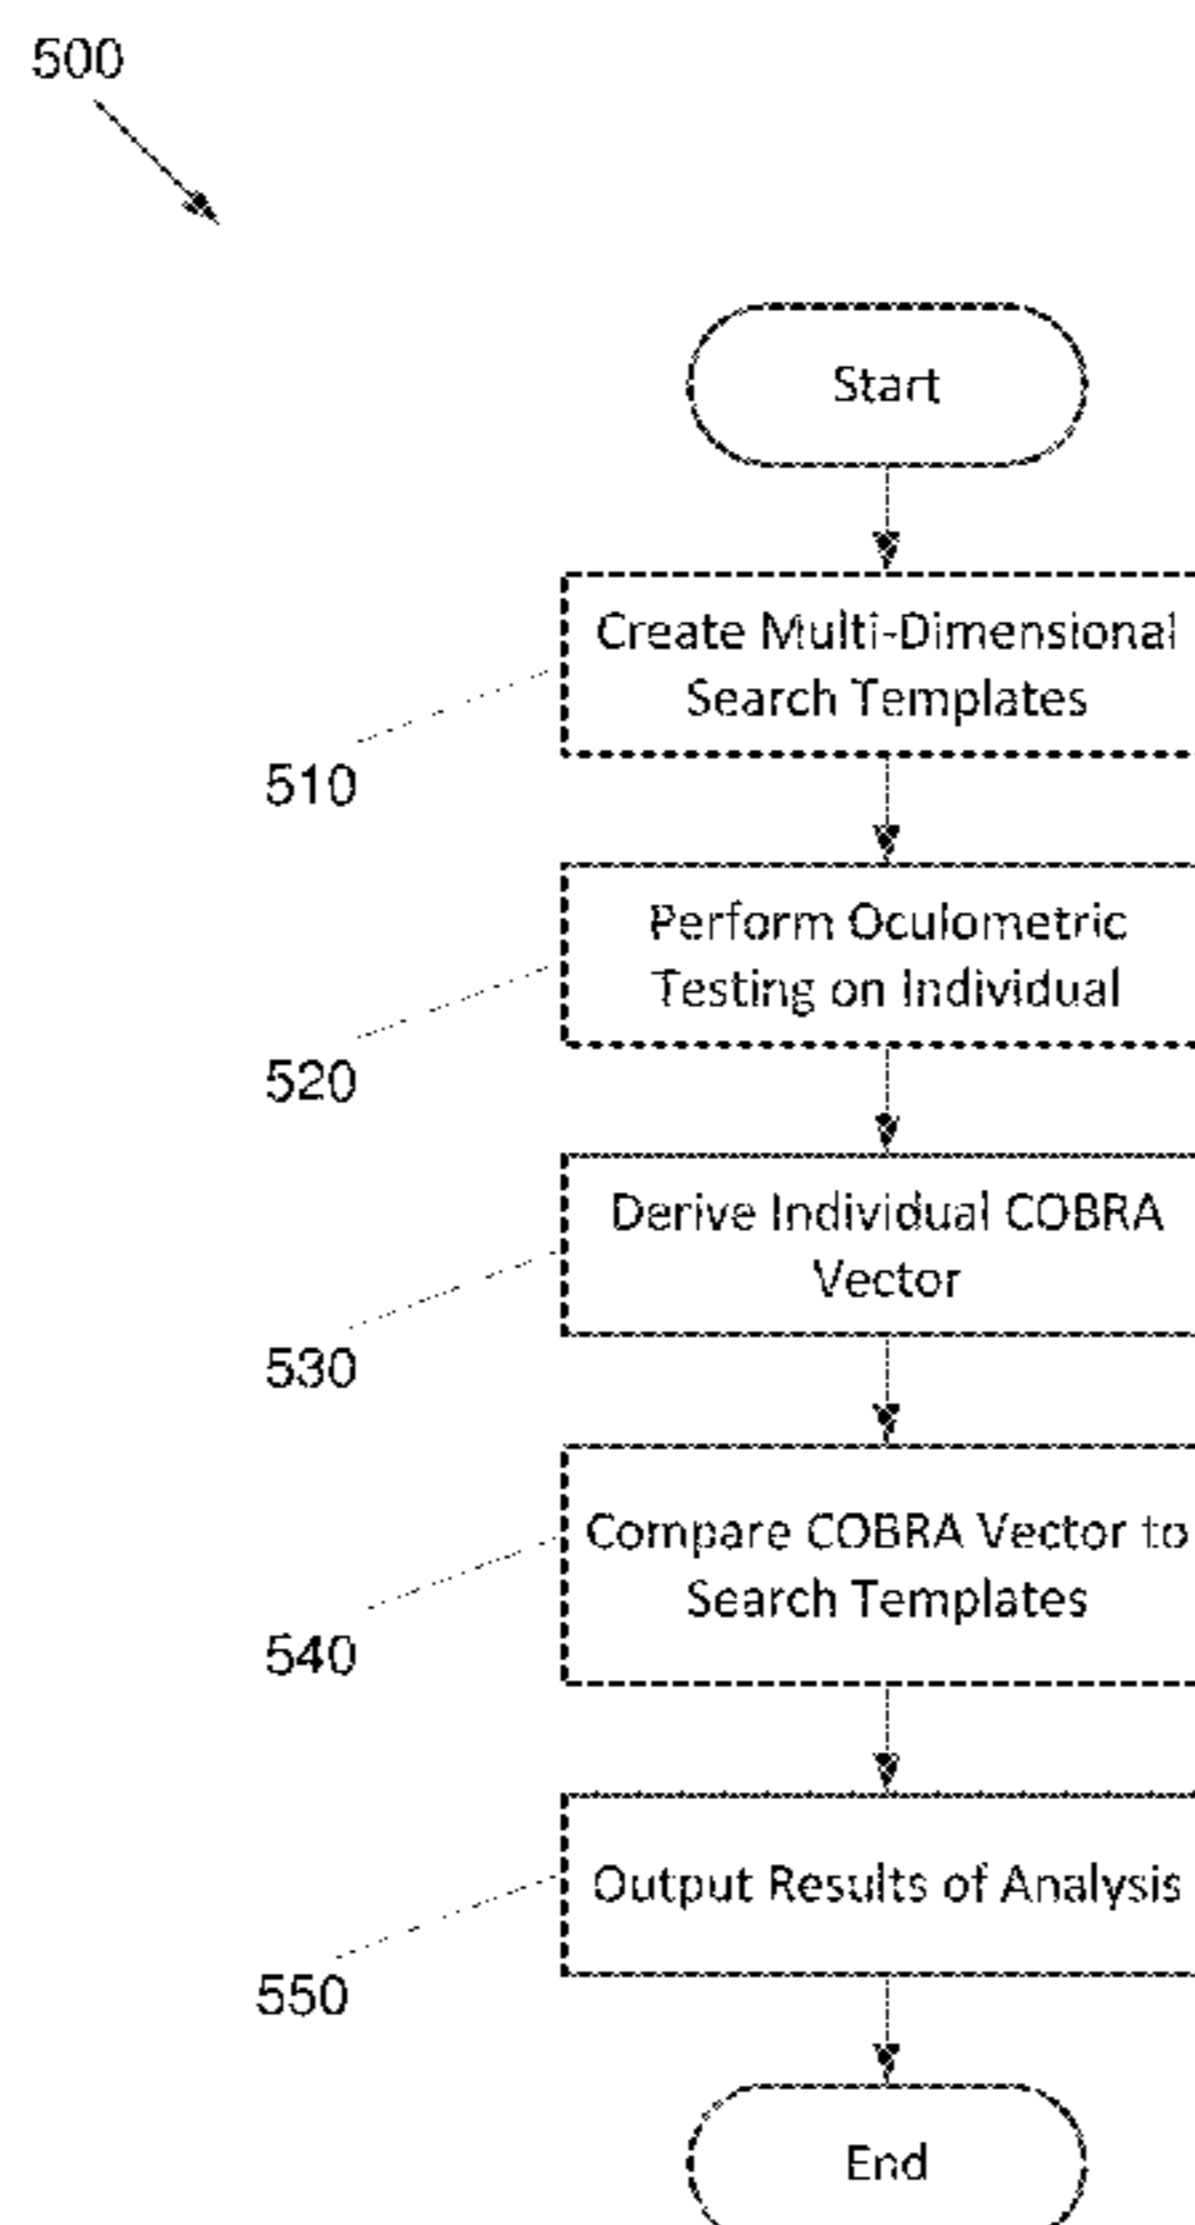 500
Start
Create Multi-Dimensional
Search Templates
510
Perform Oculometric
Testing on Individual
520
Derive Individual COBRA
Vector
530
Compare COBRA Vector to
Search Templates
540
Output Results of Analysis
550
End